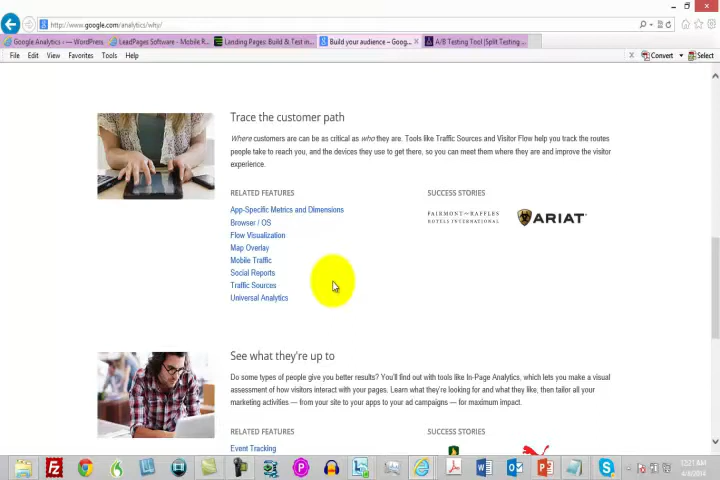 http://www.google.com/analytics/why/
Google Analytics ‹ — WordPress
LeadPages Software - Mobile R...
Landing Pages: Build & Test in...
Build your audience – Goog...
A/B Testing Tool (Split Testing ...
File Edit View Favorites Tools Help
x Convert Select
Trace the customer path
Where customers are can be as critical as who they are. Tools like Traffic Sources and Visitor Flow help you track the routes
people take to reach you, and the devices they use to get there, so you can meet them where they are and improve the visitor
experience.
RELATED FEATURES
App-Specific Metrics and Dimensions
Browser / OS
Flow Visualization
Map Overlay
Mobile Traffic
Social Reports
Traffic Sources
Universal Analytics
SUCCESS STORIES
FAIRMONT RAFFLES
HOTELS INTERNATIONAL
ARIAT
See what they're up to
Do some types of people give you better results? You'll find out with tools like In-Page Analytics, which lets you make a visual
assessment of how visitors interact with your pages. Learn what they're looking for and what they like, then tailor all your
marketing activities — from your site to your apps to your ad campaigns — for maximum impact.
RELATED FEATURES
Event Tracking
SUCCESS STORIES
4/4/2014